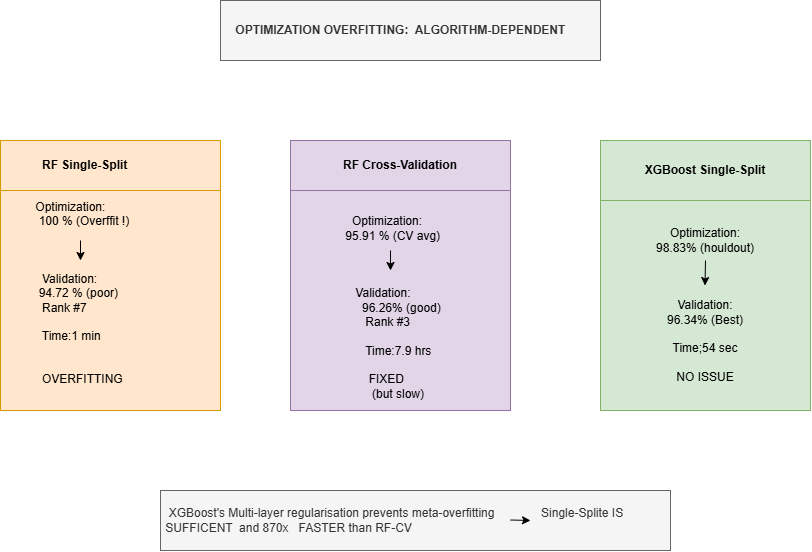 OPTIMIZATION OVERFITTING: ALGORITHM-DEPENDENT
RF Single-Split
Optimization:
100 % (Overffit !)
Validation:
94.72 % (poor)
Rank #7
Time:1 min
OVERFITTING
RF Cross-Validation
Optimization:
95.91 % (CV avg)
Validation:
96.26% (good)
Rank #3
Time:7.9 hrs
FIXED
(but slow)
XGBoost Single-Split
Optimization:
98.83% (houldout)
Validation:
96.34% (Best)
Time;54 sec
NO ISSUE
XGBoost's Multi-layer regularisation prevents meta-overfitting Single-Splite IS
SUFFICENT and 870x FASTER than RF-CV